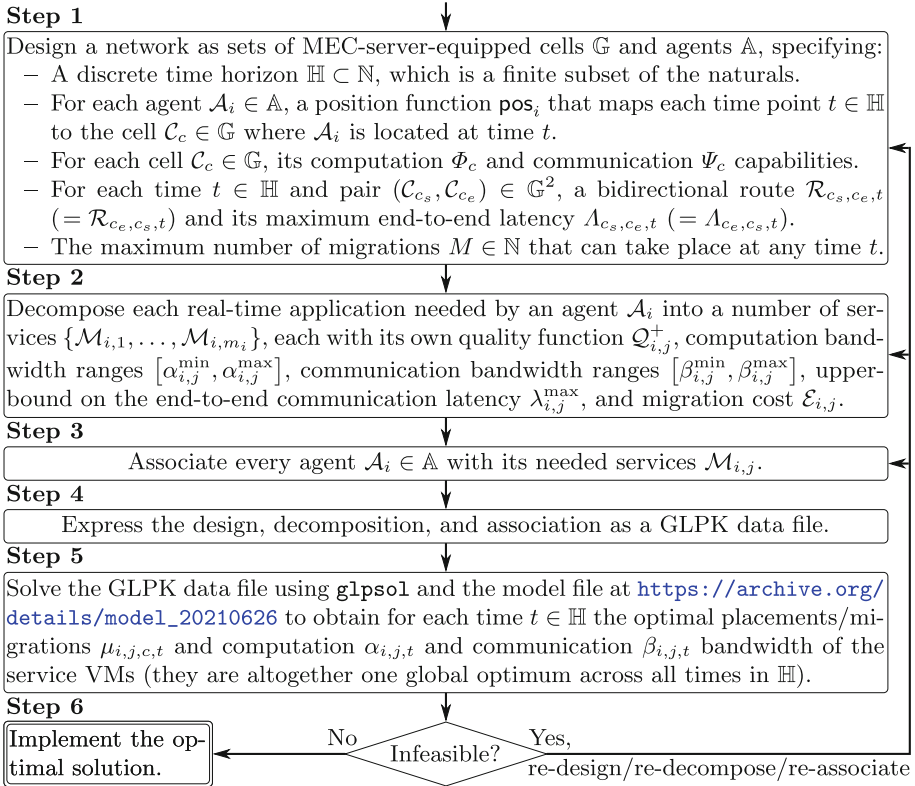 Step 1
Design a network as sets of MEC-server-equipped cells 𝔾 and agents 𝔸, specifying:
– A discrete time horizon ℍ ⊂ ℕ, which is a finite subset of the naturals.
– For each agent 𝒜_i ∈ 𝔸, a position function pos_i that maps each time point t ∈ ℍ
to the cell 𝒞_c ∈ 𝔾 where 𝒜_i is located at time t.
– For each cell 𝒞_c ∈ 𝔾, its computation Φ_c and communication Ψ_c capabilities.
– For each time t ∈ ℍ and pair (𝒞_{c_s}, 𝒞_{c_e}) ∈ 𝔾², a bidirectional route ℛ_{c_s,c_e,t}
(= ℛ_{c_e,c_s,t}) and its maximum end-to-end latency Λ_{c_s,c_e,t} (= Λ_{c_e,c_s,t}).
– The maximum number of migrations M ∈ ℕ that can take place at any time t.
Step 2
Decompose each real-time application needed by an agent 𝒜_i into a number of ser-
vices {ℳ_{i,1}, . . . , ℳ_{i,m_i}}, each with its own quality function 𝒬⁺_{i,j}, computation band-
width ranges [α^{min}_{i,j}, α^{max}_{i,j}], communication bandwidth ranges [β^{min}_{i,j}, β^{max}_{i,j}], upper-
bound on the end-to-end communication latency λ^{max}_{i,j}, and migration cost ℰ_{i,j}.
Step 3
Associate every agent 𝒜_i ∈ 𝔸 with its needed services ℳ_{i,j}.
Step 4
Express the design, decomposition, and association as a GLPK data file.
Step 5
Solve the GLPK data file using glpsol and the model file at https://archive.org/
details/model_20210626 to obtain for each time t ∈ ℍ the optimal placements/mi-
grations μ_{i,j,c,t} and computation α_{i,j,t} and communication β_{i,j,t} bandwidth of the
service VMs (they are altogether one global optimum across all times in ℍ).
Step 6
Implement the op-
timal solution.
No
Infeasible?
Yes,
re-design/re-decompose/re-associate